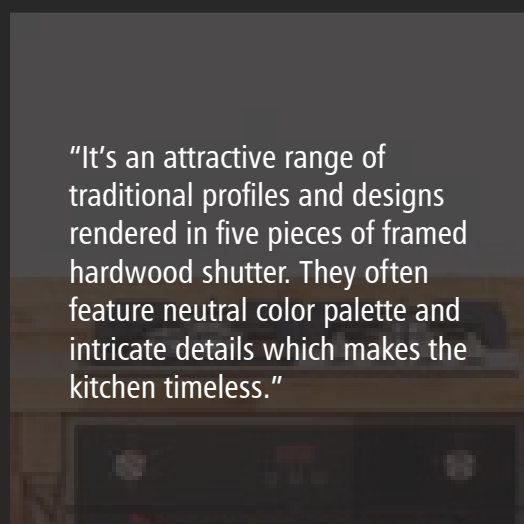 “It’s an attractive range of
traditional profiles and designs
rendered in five pieces of framed
hardwood shutter. They often
feature neutral color palette and
intricate details which makes the
kitchen timeless.”